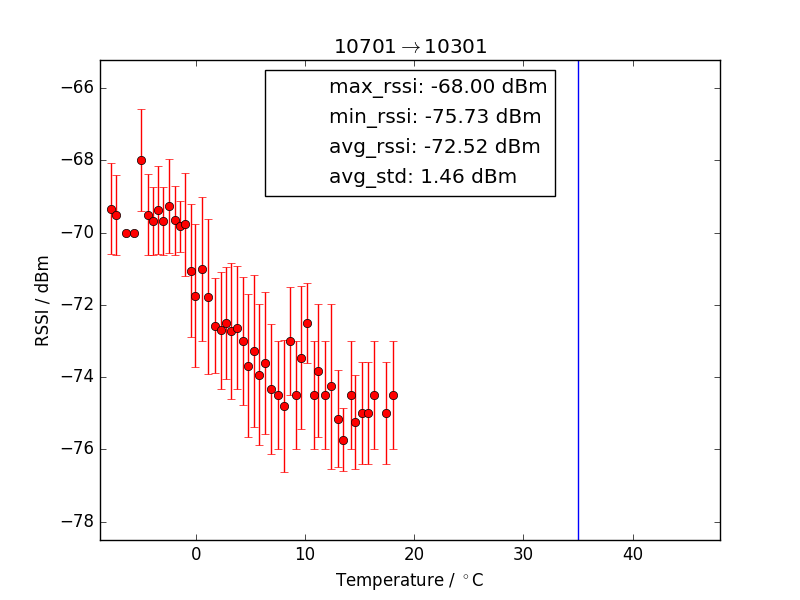 10701→10301
max_rssi: -68.00 dBm
min_rssi: -75.73 dBm
avg_rssi: -72.52 dBm
avg_std: 1.46 dBm
RSSI / dBm
−66
−68
−70
−72
−74
−76
−78
0 10 20 30 40
Temperature / °C